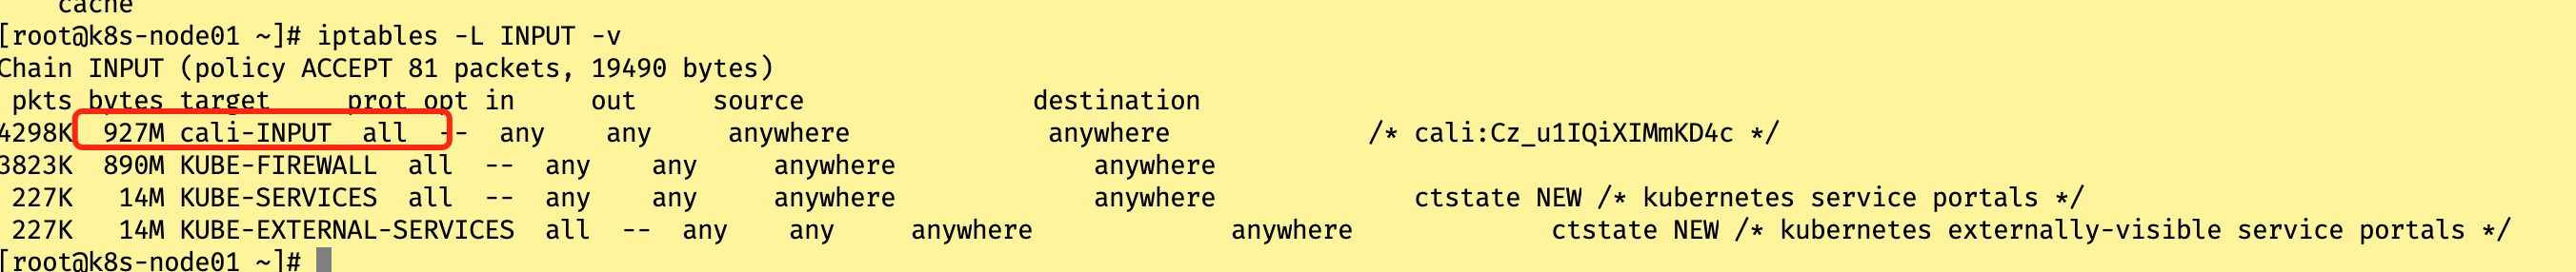 cache
[root@k8s-node01 ~]# iptables -L INPUT -v
Chain INPUT (policy ACCEPT 81 packets, 19490 bytes)
pkts bytes target prot opt in out source destination
4298K 927M cali-INPUT all -- any any anywhere anywhere /* cali:Cz_u1IQiXIMmKD4c */
3823K 890M KUBE-FIREWALL all -- any any anywhere anywhere
227K 14M KUBE-SERVICES all -- any any anywhere anywhere ctstate NEW /* kubernetes service portals */
227K 14M KUBE-EXTERNAL-SERVICES all -- any any anywhere anywhere ctstate NEW /* kubernetes externally-visible service portals */
[root@k8s-node01 ~]#